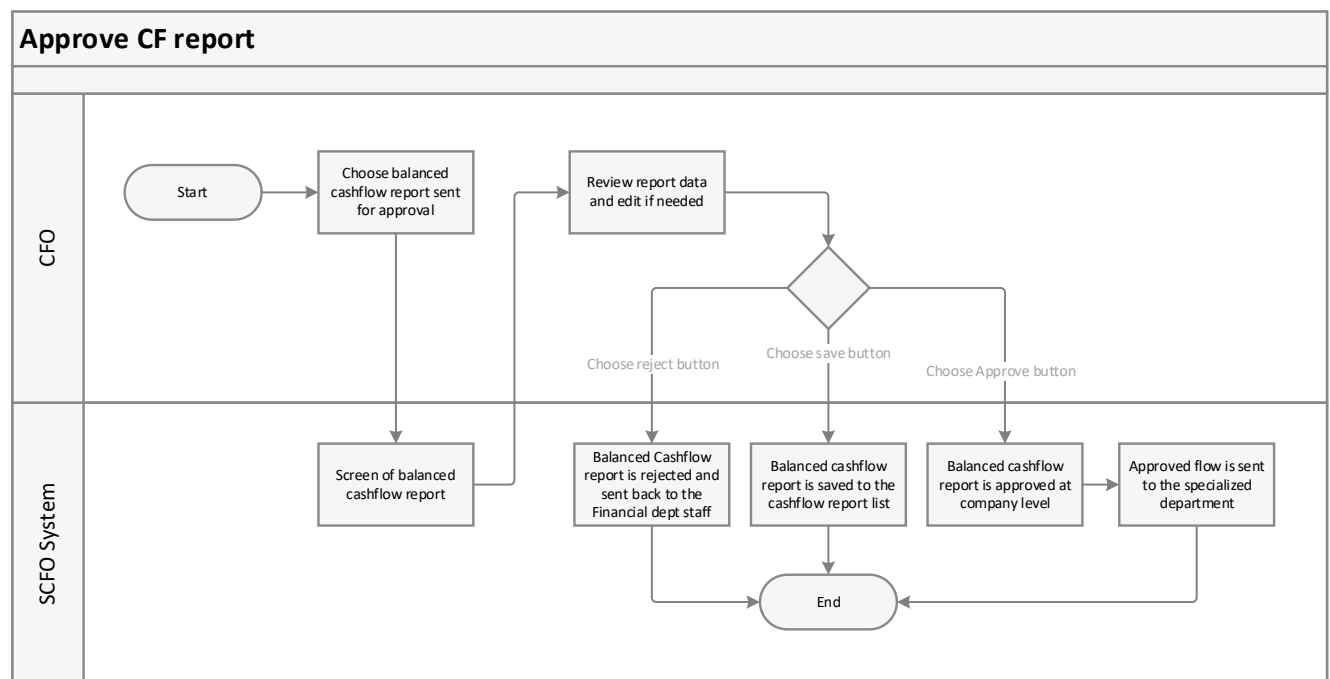 Approve CF report
CFO
Start
Choose balanced
cashflow report sent
for approval
Review report data
and edit if needed
Choose reject button
Choose save button
Choose Approve button
SCFO System
Screen of balanced
cashflow report
Balanced Cashflow
report is rejected and
sent back to the
Financial dept staff
Balanced cashflow
report is saved to the
cashflow report list
Balanced cashflow
report is approved at
company level
Approved flow is sent
to the specialized
department
End